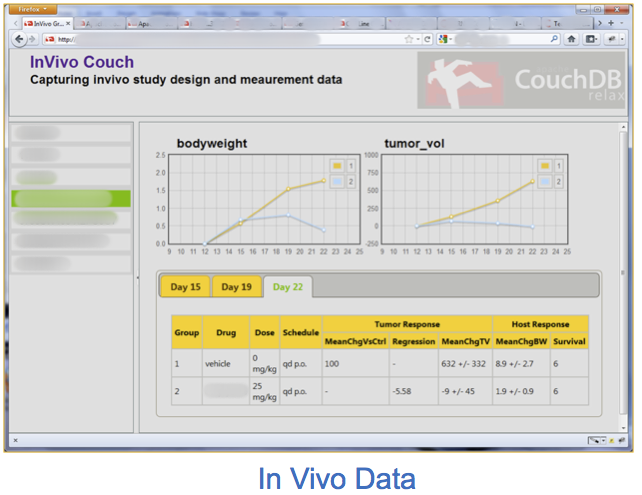 Firefox
InVivo Gr...
Apa
Line
Te
http:
InVivo Couch
Capturing invivo study design and meaurement data
CouchDB
relax
bodyweight
2.5
2.0
1.5
1.0
0.5
0.0
9 10 11 12 13 14 15 16 17 18 19 20 21 22 23 24 25
1
2
tumor_vol
1000
750
500
250
0
-250
9 10 11 12 13 14 15 16 17 18 19 20 21 22 23 24 25
1
2
Day 15 Day 19 Day 22
Group Drug Dose Schedule Tumor Response Host Response
MeanChgVsCtrl Regression MeanChgTV MeanChgBW Survival
1 vehicle 0 mg/kg qd p.o. 100 - 632 +/- 332 8.9 +/- 2.7 6
2 25 mg/kg qd p.o. - -5.58 -9 +/- 45 1.9 +/- 0.9 6
In Vivo Data